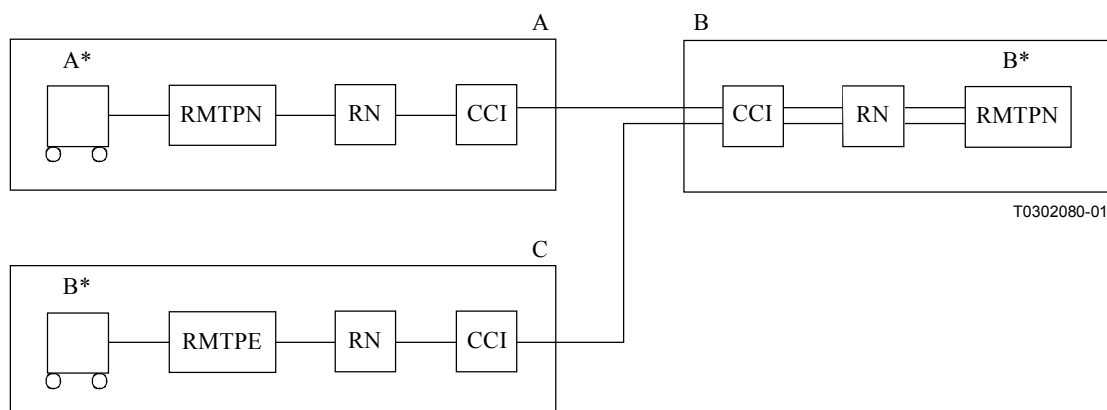 A
B
A*
B*
RMTPN
RN
CCI
CCI
RN
RMTPN
T0302080-01
C
B*
RMTPE
RN
CCI